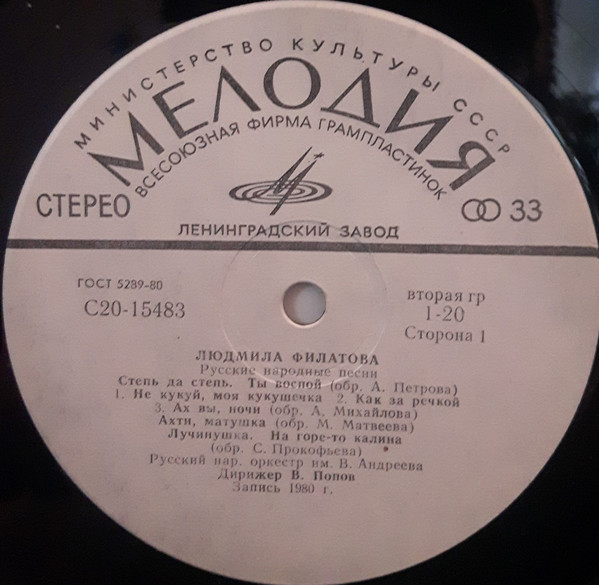 МИНИСТЕРСТВО КУЛЬТУРЫ СССР
МЕЛОДИЯ
ВСЕСОЮЗНАЯ ФИРМА ГРАМПЛАСТИНОК
СТЕРЕО
33
ЛЕНИНГРАДСКИЙ ЗАВОД
ГОСТ 5289-80
С20-15483
вторая гр
1-20
Сторона 1
ЛЮДМИЛА ФИЛАТОВА
Русские народные песни
Степь да степь. Ты воспой (обр. А. Петрова)
1. Не кукуй, моя кукушечка 2. Как за речкой
3. Ах вы, ночи (обр. А. Михайлова)
Ахти, матушка (обр. М. Матвеева)
Лучинушка. На горе-то калина
(обр. С. Прокофьева)
Русский нар. оркестр им. В. Андреева
Дирижер В. Попов
Запись 1980 г.